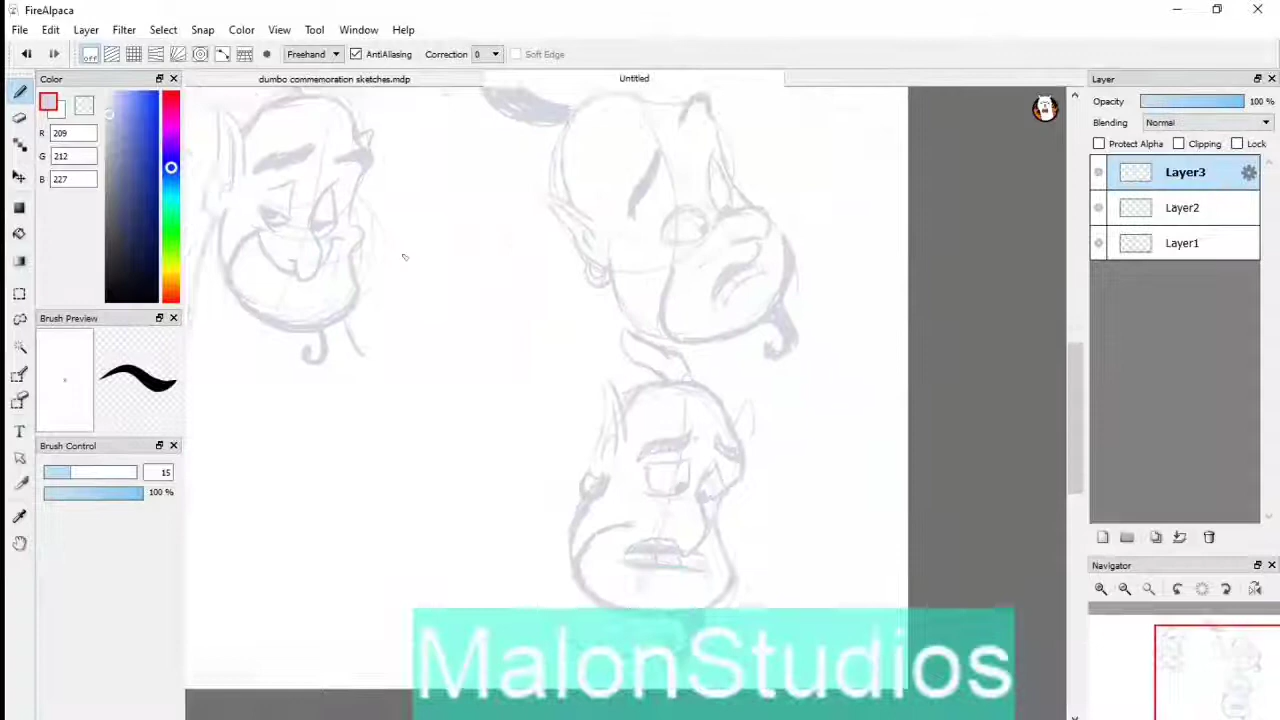 FireAlpaca
File Edit Layer Filter Select Snap Color View Tool Window Help
off Freehand AntiAliasing Correction 0 Soft Edge
Color
dumbo commemoration sketches.mdp
Untitled
Layer
R 209
G 212
B 227
Opacity 100 %
Blending Normal
Protect Alpha Clipping Lock
Layer3
Layer2
Layer1
Brush Preview
Brush Control
15
100 %
T
Navigator
MalonStudios